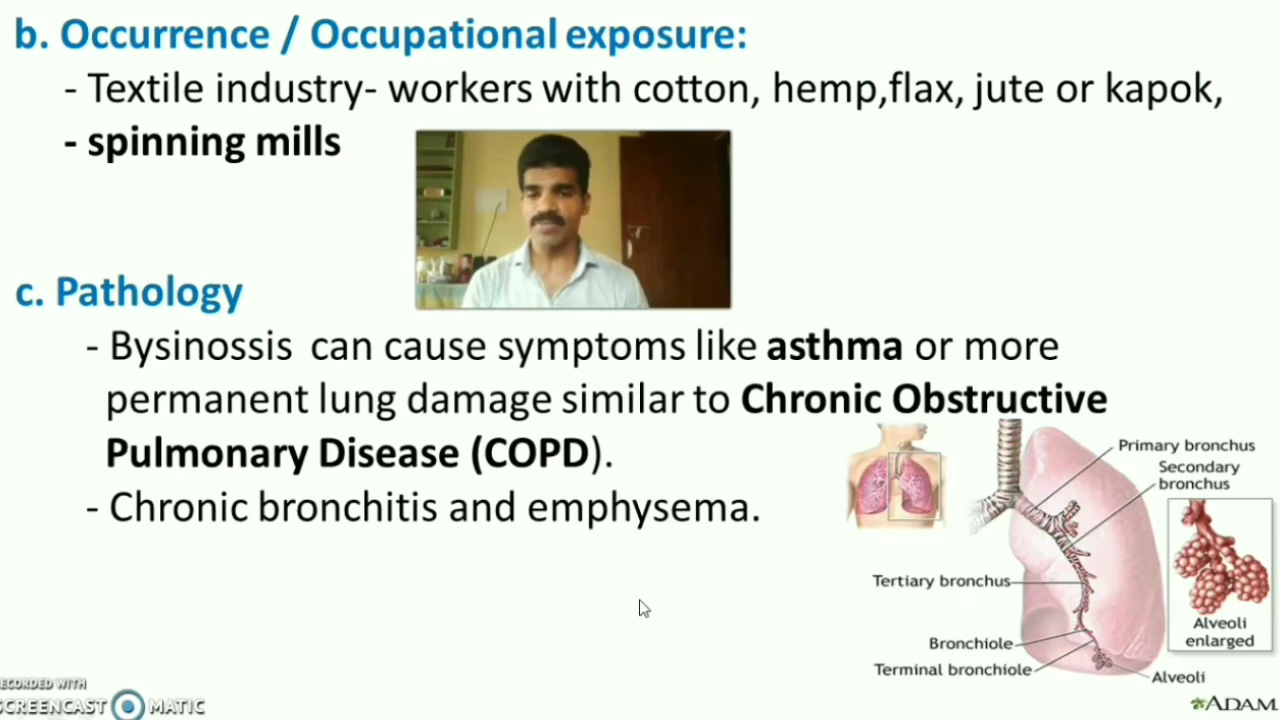 b. Occurrence / Occupational exposure:
- Textile industry- workers with cotton, hemp,flax, jute or kapok,
- spinning mills
c. Pathology
- Bysinossis can cause symptoms like asthma or more
permanent lung damage similar to Chronic Obstructive
Pulmonary Disease (COPD).
- Chronic bronchitis and emphysema.
Primary bronchus
Secondary
bronchus
Tertiary bronchus
Alveoli
enlarged
Bronchiole
Terminal bronchiole
Alveoli
ECORDED WITH
SCREENCAST MATIC
ADAM